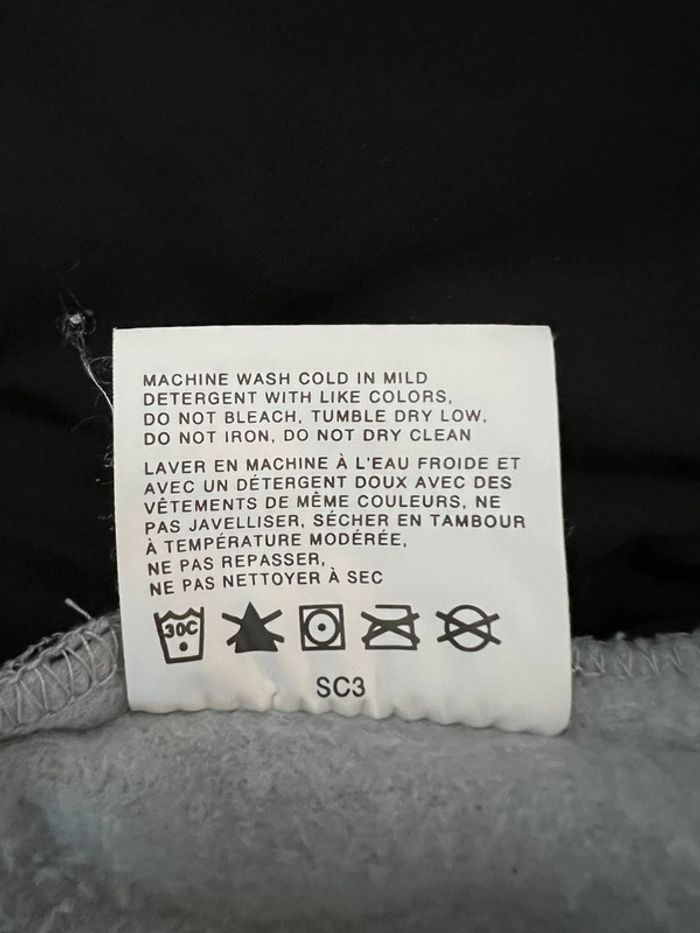 MACHINE WASH COLD IN MILD
DETERGENT WITH LIKE COLORS,
DO NOT BLEACH, TUMBLE DRY LOW,
DO NOT IRON, DO NOT DRY CLEAN
LAVER EN MACHINE À L'EAU FROIDE ET
AVEC UN DÉTERGENT DOUX AVEC DES
VÊTEMENTS DE MÊME COULEURS, NE
PAS JAVELLISER, SÉCHER EN TAMBOUR
À TEMPÉRATURE MODÉRÉE,
NE PAS REPASSER,
NE PAS NETTOYER À SEC
30C
SC3